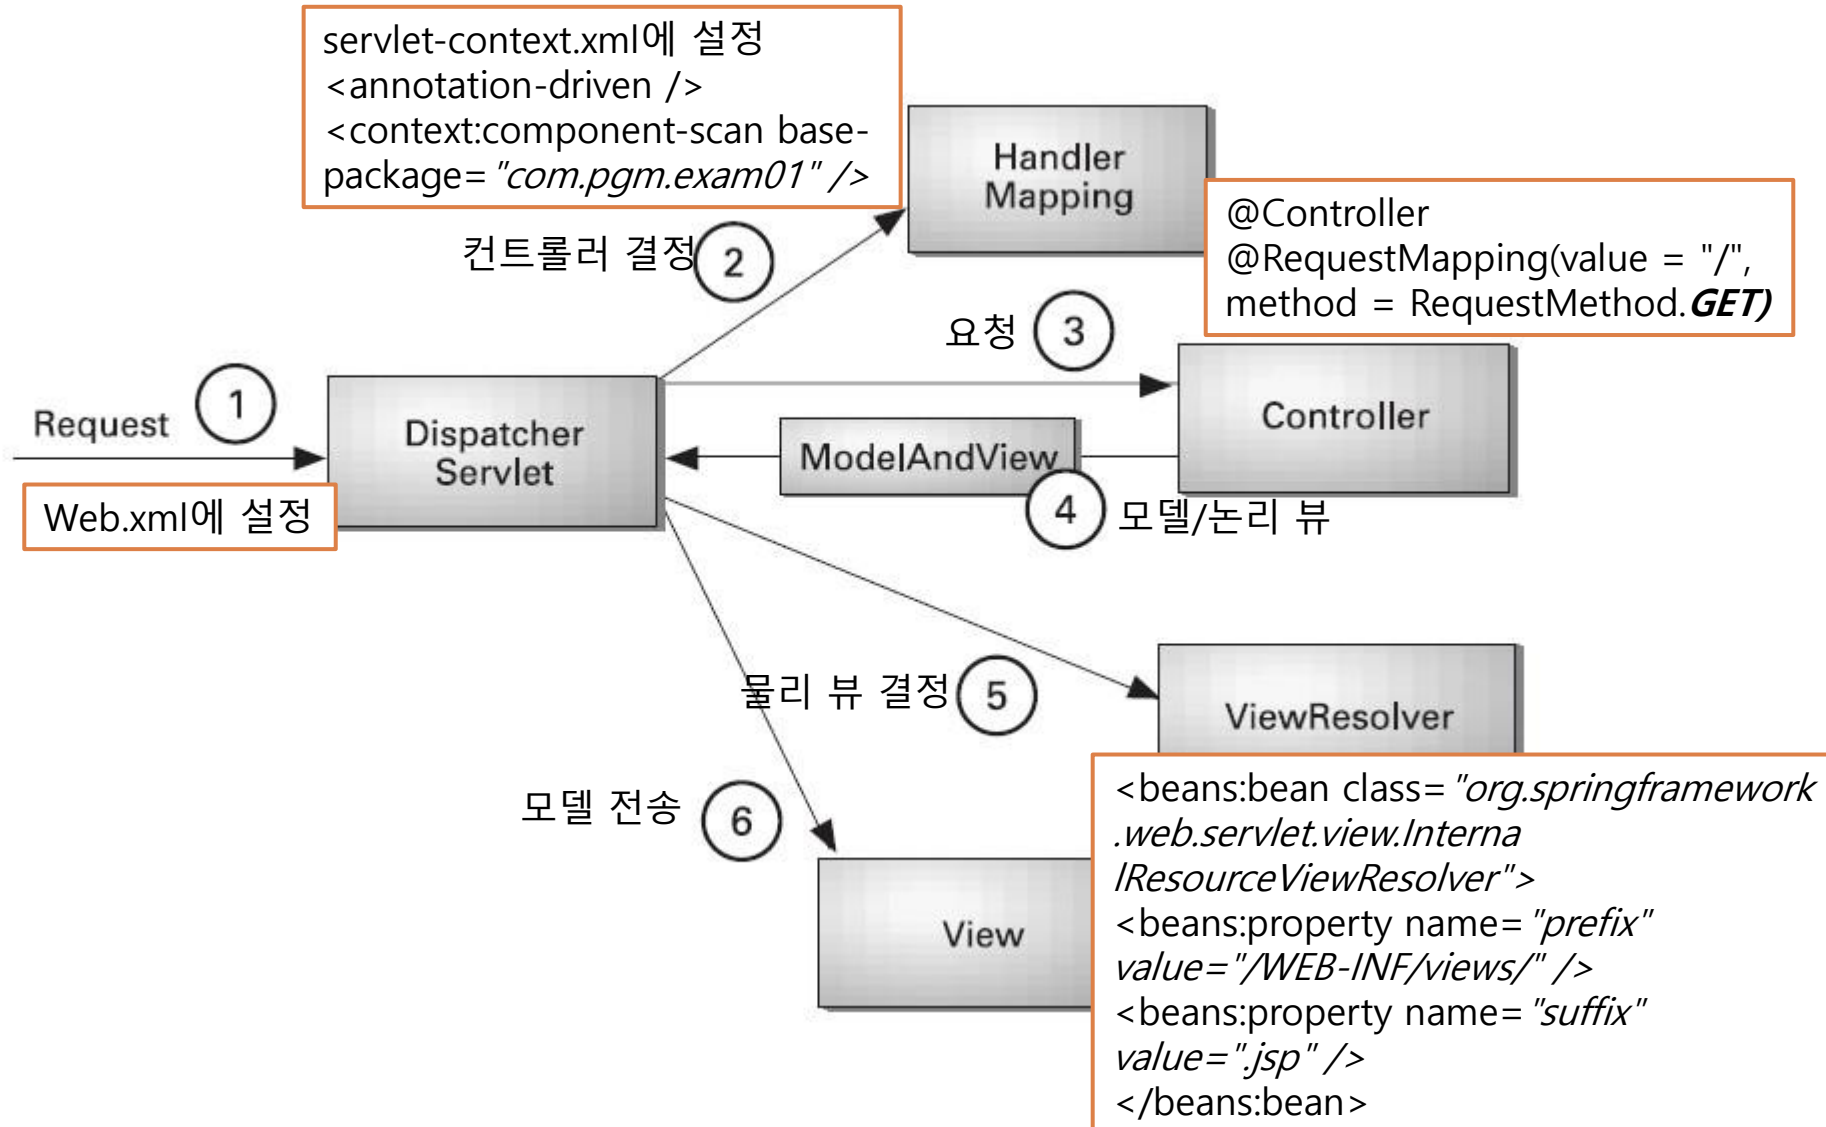 servlet-context.xml에 설정
<annotation-driven />
<context:component-scan base-
package="com.pgm.exam01" />
Handler
Mapping
@Controller
@RequestMapping(value = "/",
method = RequestMethod.GET)
컨트롤러 결정
2
요청
3
Request
1
Dispatcher
Servlet
ModelAndView
Controller
Web.xml에 설정
4
모델/논리 뷰
물리 뷰 결정
5
ViewResolver
모델 전송
6
View
<beans:bean class="org.springframework
.web.servlet.view.Interna
lResourceViewResolver">
<beans:property name="prefix"
value="/WEB-INF/views/" />
<beans:property name="suffix"
value=".jsp" />
</beans:bean>